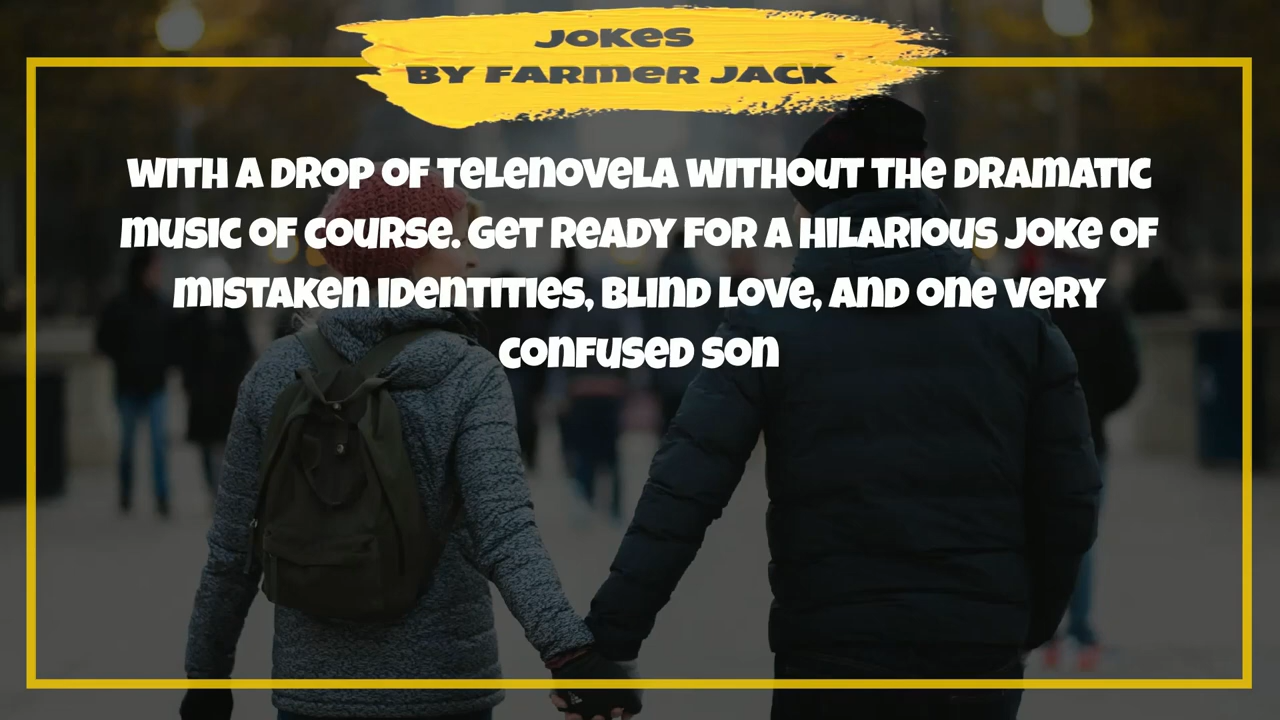 JOKES
BY FARMER JACK
WITH A DROP OF TELENOVELA WITHOUT THE DRAMATIC
MUSIC OF COURSE. GET READY FOR A HILARIOUS JOKE OF
MISTAKEN IDENTITIES, BLIND LOVE, AND ONE VERY
CONFUSED SON